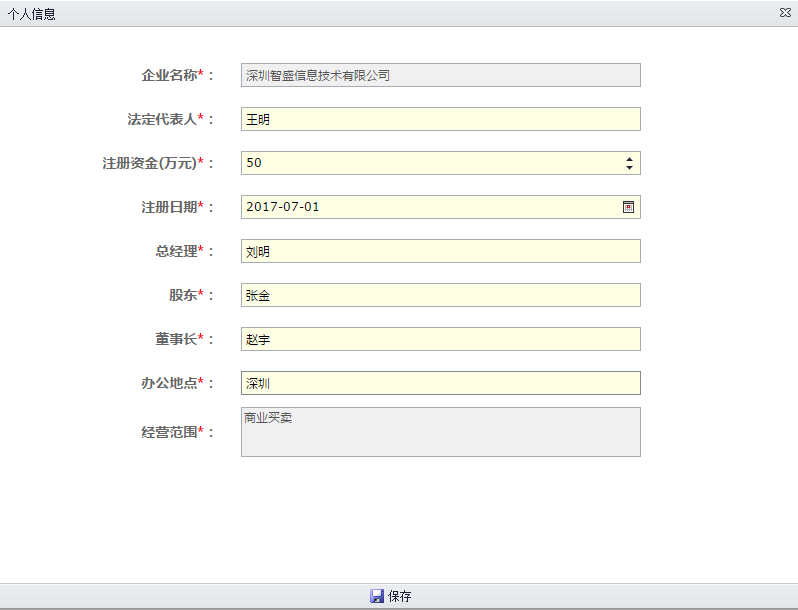 个人信息
企业名称*： 深圳智盛信息技术有限公司
法定代表人*： 王明
注册资金(万元)*： 50
注册日期*： 2017-07-01
总经理*： 刘明
股东*： 张金
董事长*： 赵宇
办公地点*： 深圳
经营范围*： 商业买卖
保存